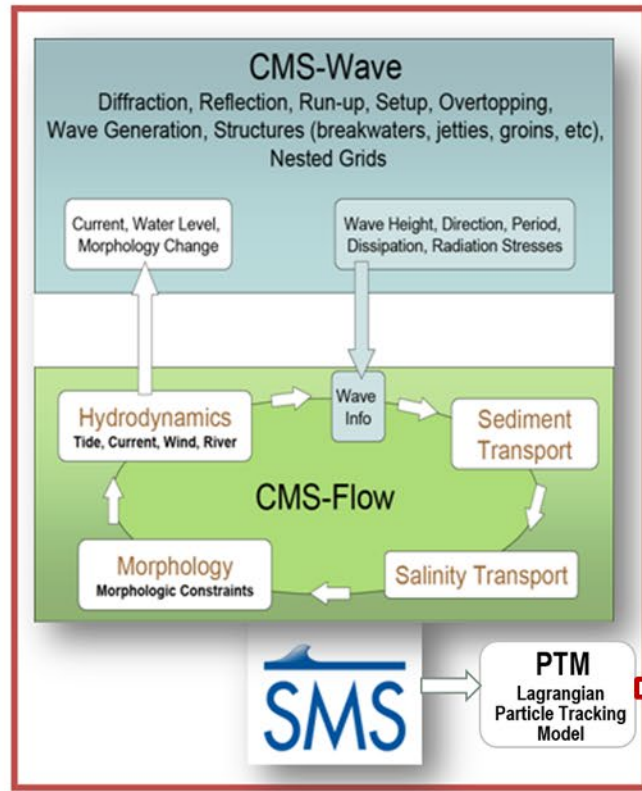 CMS-Wave
Diffraction, Reflection, Run-up, Setup, Overtopping,
Wave Generation, Structures (breakwaters, jetties, groins, etc),
Nested Grids
Current, Water Level,
Morphology Change
Wave Height, Direction, Period,
Dissipation, Radiation Stresses
Hydrodynamics
Tide, Current, Wind, River
Wave
Info
Sediment
Transport
CMS-Flow
Morphology
Morphologic Constraints
Salinity Transport
SMS
PTM
Lagrangian
Particle Tracking
Model